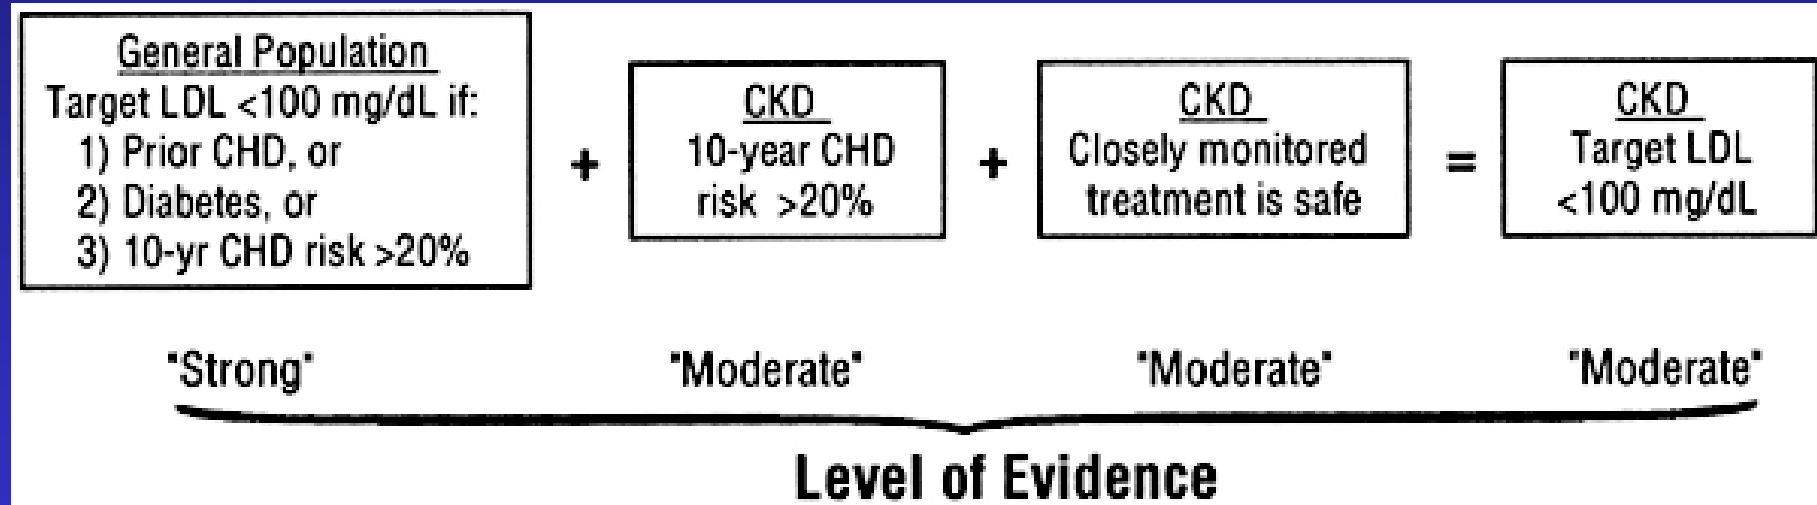 General Population
Target LDL <100 mg/dL if:
1) Prior CHD, or
2) Diabetes, or
3) 10-yr CHD risk >20%
+
CKD
10-year CHD
risk >20%
+
CKD
Closely monitored
treatment is safe
=
CKD
Target LDL
<100 mg/dL
"Strong"
"Moderate"
"Moderate"
"Moderate"
Level of Evidence